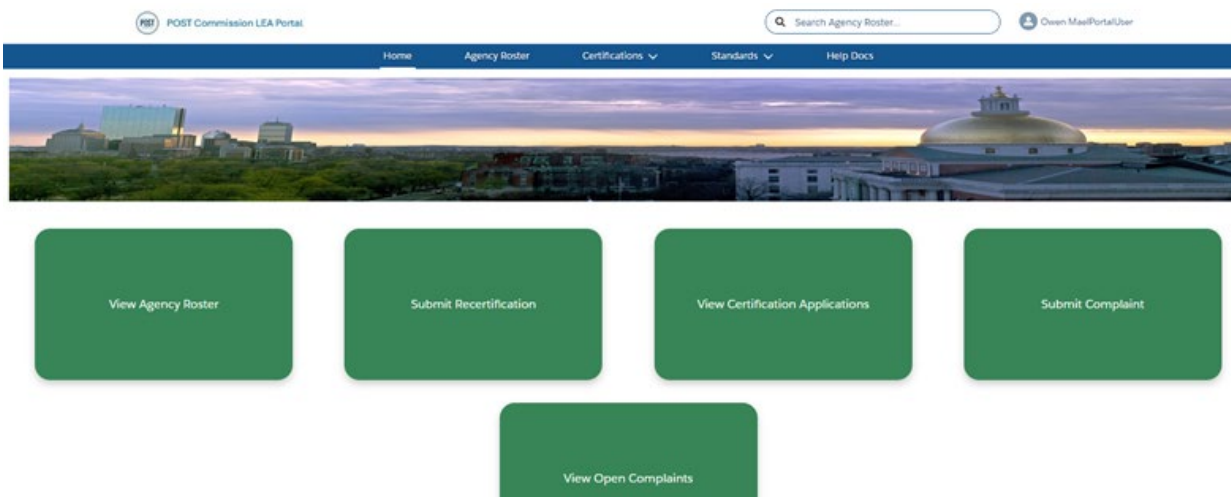 POST POST Commission LEA Portal
Search Agency Roster...
Owen MaelPortalUser
Home Agency Roster Certifications Standards Help Docs
View Agency Roster
Submit Recertification
View Certification Applications
Submit Complaint
View Open Complaints